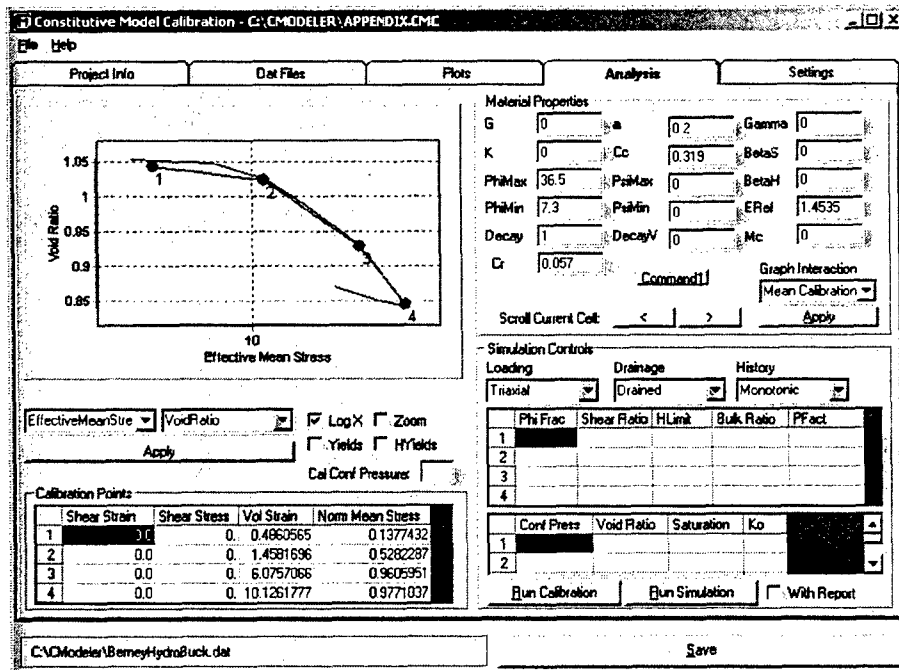 Constitutive Model Calibration - C:\CMODELER\APPENDIX.CMC
File Help
Project Info Dat Files Plots Analysis Settings
1.05
1
0.95
0.9
0.85
Void Ratio
1
2
3
4
10
Effective Mean Stress
EffectiveMeanStre VoidRatio Log X Zoom
Apply Yields HYields
Cal Conf Pressure:
Calibration Points
Shear Strain Shear Stress Vol Strain Norm Mean Stress
1 0.0 0. 0.4860565 0.1377432
2 0.0 0. 1.4581696 0.5282287
3 0.0 0. 6.0757066 0.9605951
4 0.0 0. 10.1261777 0.9771037
Material Properties
G 0 a 0.2 Gamma 0
K 0 Cc 0.319 BetaS 0
PhiMax 36.5 PsiMax 0 BetaH 0
PhiMin 7.3 PsiMin 0 ERef 1.4535
Decay 1 DecayV 0 Mc 0
Cr 0.057 Command1 Graph Interaction
Mean Calibration
Scroll Current Cell: < > Apply
Simulation Controls
Loading Drainage History
Triaxial Drained Monotonic
Phi Frac Shear Ratio HLimit Bulk Ratio PFact
1
2
3
4
Conf Press Void Ratio Saturation Ko
1
2
Run Calibration Run Simulation With Report
C:\CModeler\BerneyHydroBuck.dat Save